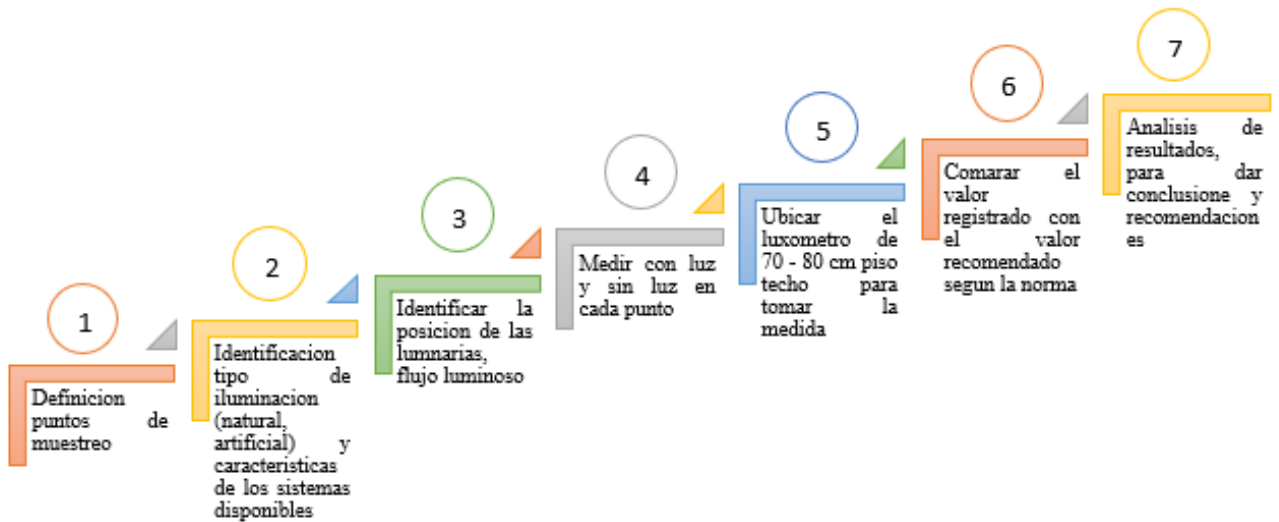 1
Definicion
puntos de
muestreo
2
Identificacion
tipo de
iluminacion
(natural,
artificial) y
caracteristicas
de los sistemas
disponibles
3
Identificar la
posicion de las
lumnarias,
flujo luminoso
4
Medir con luz
y sin luz en
cada punto
5
Ubicar el
luxometro de
70 - 80 cm piso
techo para
tomar la
medida
6
Comarar el
valor
registrado con
el valor
recomendado
segun la norma
7
Analisis de
resultados,
para dar
conclusione y
recomendacion
es